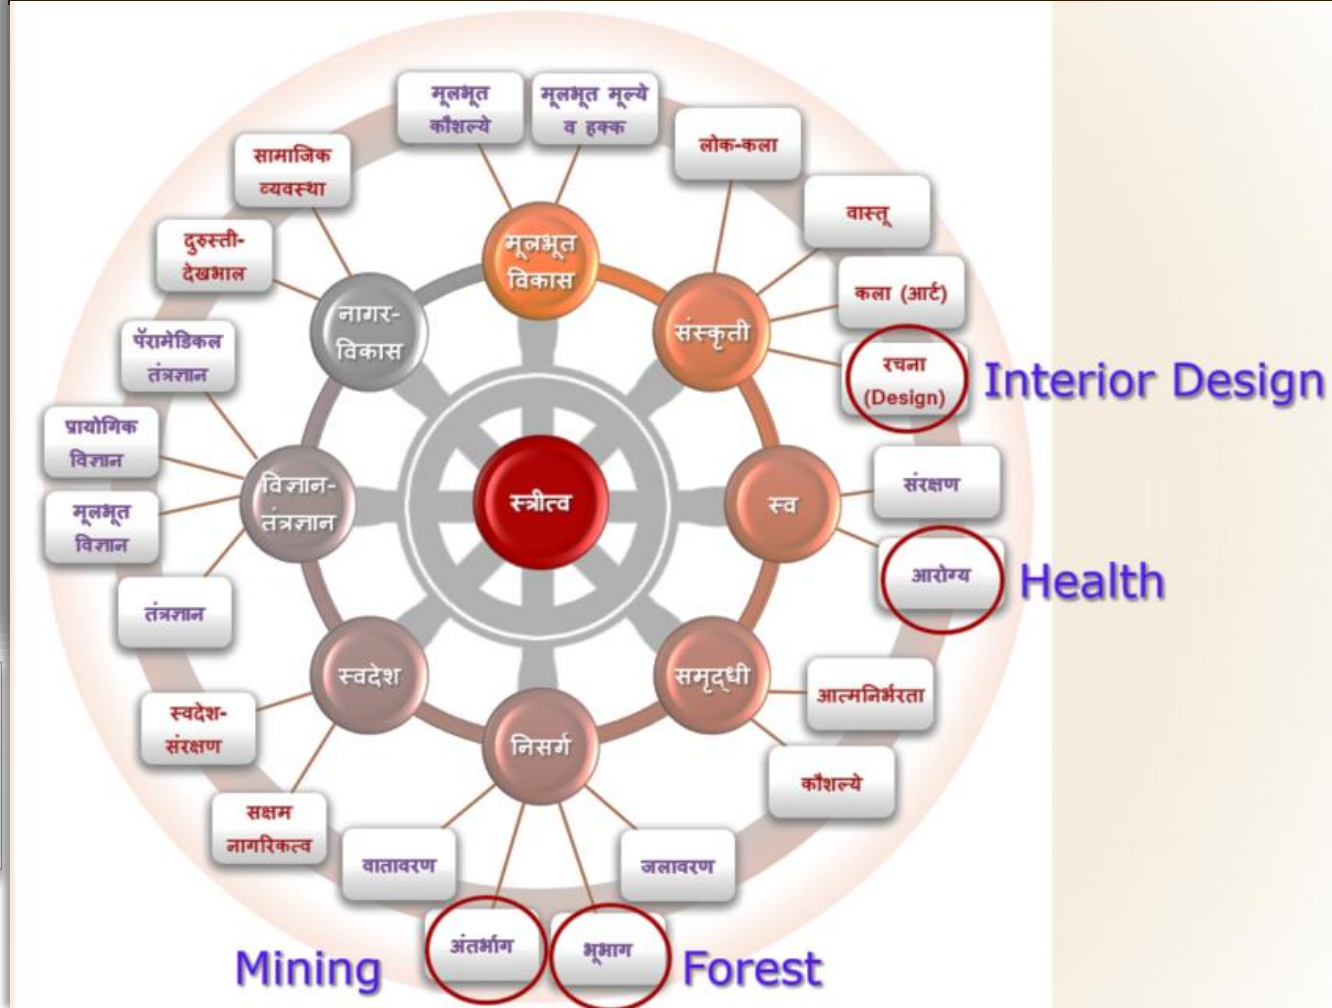 मूलभूत
कौशल्ये
मूलभूत मूल्ये
व हक्क
लोक-कला
वास्तू
कला (आर्ट)
रचना
(Design)
Interior Design
संरक्षण
आरोग्य
Health
आत्मनिर्भरता
कौशल्ये
जलावरण
भूभाग
Forest
अंतर्भाग
Mining
वातावरण
सक्षम
नागरिकत्व
स्वदेश-
संरक्षण
तंत्रज्ञान
मूलभूत
विज्ञान
प्रायोगिक
विज्ञान
पॅरामेडिकल
तंत्रज्ञान
दुरुस्ती-
देखभाल
सामाजिक
व्यवस्था
मूलभूत
विकास
संस्कृती
स्व
समृद्धी
निसर्ग
स्वदेश
विज्ञान-
तंत्रज्ञान
नागर-
विकास
स्त्रीत्व